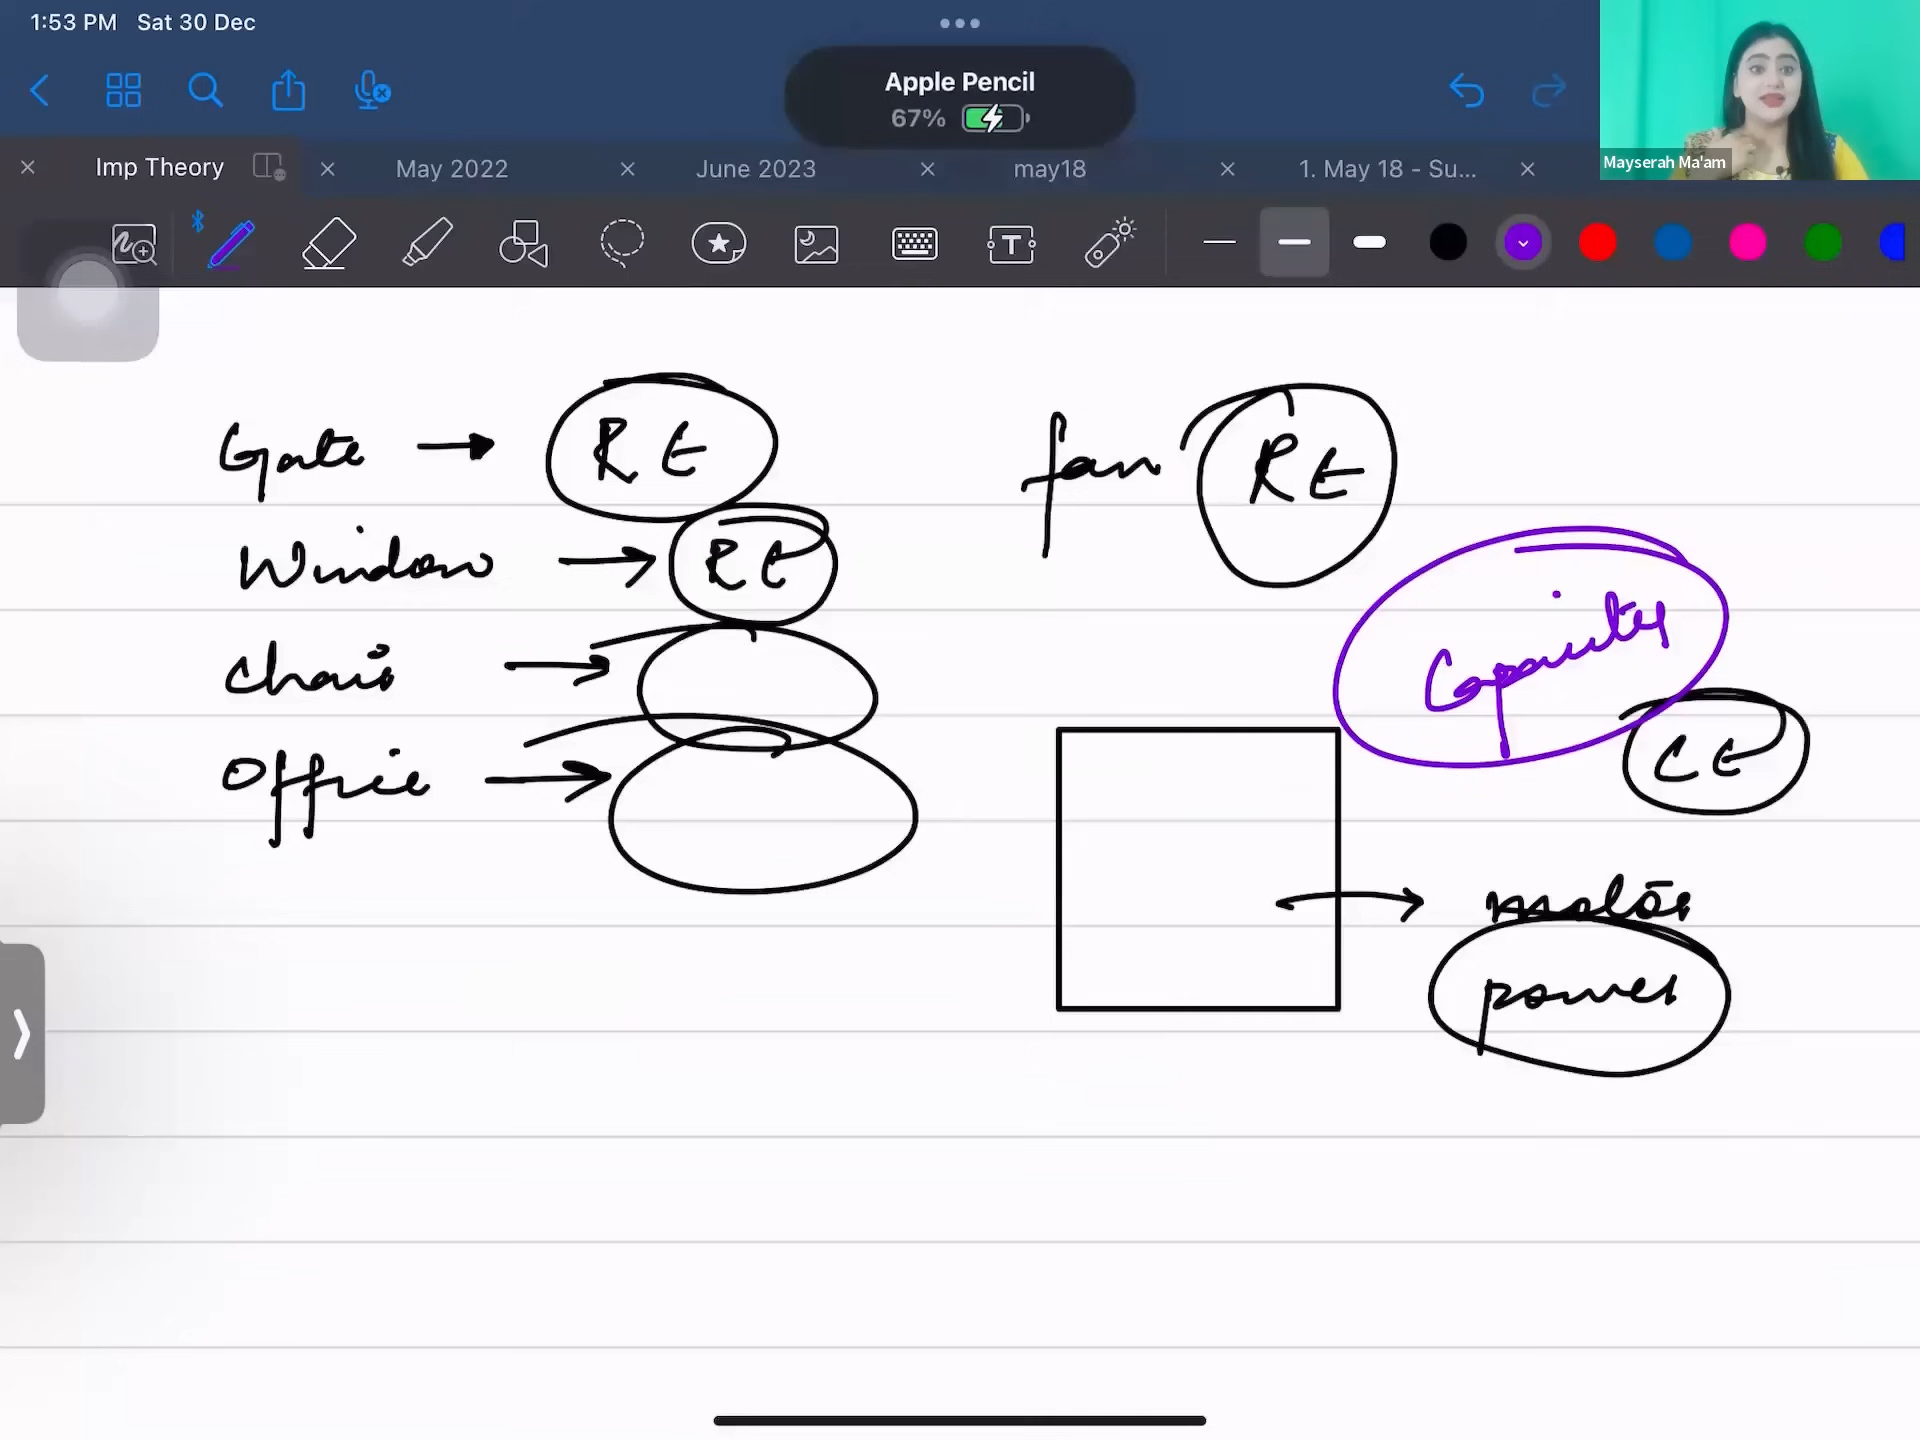 1:53 PM Sat 30 Dec
Apple Pencil
67%
Mayserah Ma'am
Imp Theory
May 2022
June 2023
may18
1. May 18 - Su...
T
Gate → RE
Window → RE
Chair →
Office →
fan RE
Capacity
CE
motor
power